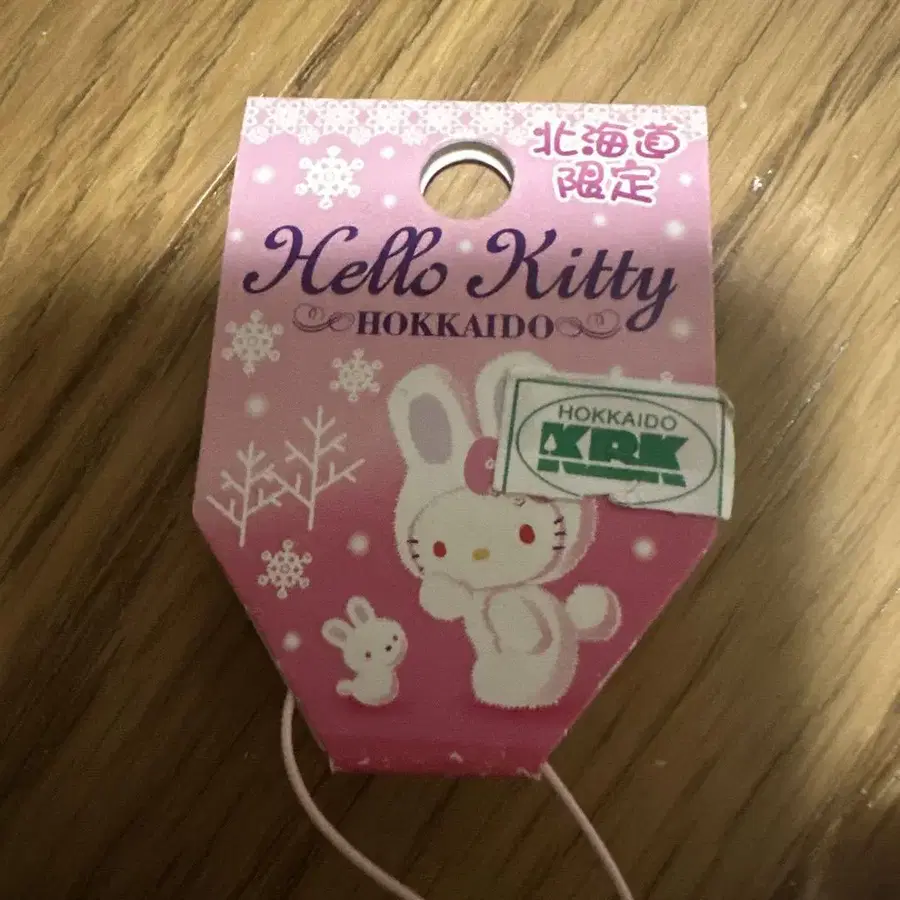 北海道
限定
Hello Kitty
HOKKAIDO
HOKKAIDO
KRK